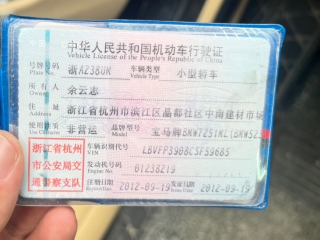 中华人民共和国机动车行驶证
Vehicle License of the People's Republic of China
号牌号码 浙A238UK 车辆类型 小型轿车
Plate No. Vehicle Type
所有人 余云志
Owner
住址 浙江省杭州市滨江区晶都社区中南建材市场
使用性质 非营运 品牌型号 宝马牌BMW7251ML(BMW525
Use Character Model
浙江省杭州 车辆识别代号 LBVFP3908CSF59685
VIN
市公安局交 发动机号码 01238219
Engine No.
通警察支队 注册日期 2012-09-19 发证日期 2012-09-19
Register Date Issue Date